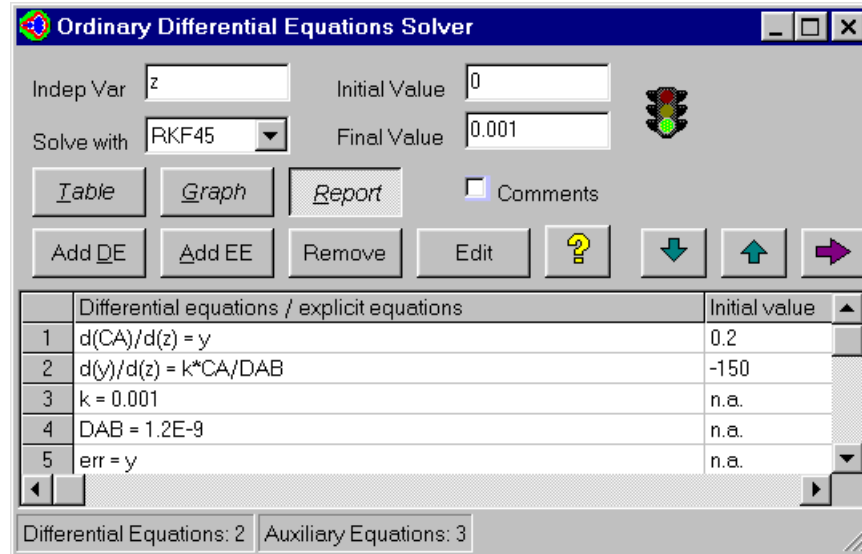 Ordinary Differential Equations Solver
Indep Var z Initial Value 0
Solve with RKF45 Final Value 0.001
Table Graph Report Comments
Add DE Add EE Remove Edit ?
Differential equations / explicit equations Initial value
1 d(CA)/d(z) = y 0.2
2 d(y)/d(z) = k*CA/DAB -150
3 k = 0.001 n.a.
4 DAB = 1.2E-9 n.a.
5 err = y n.a.
Differential Equations: 2 Auxiliary Equations: 3